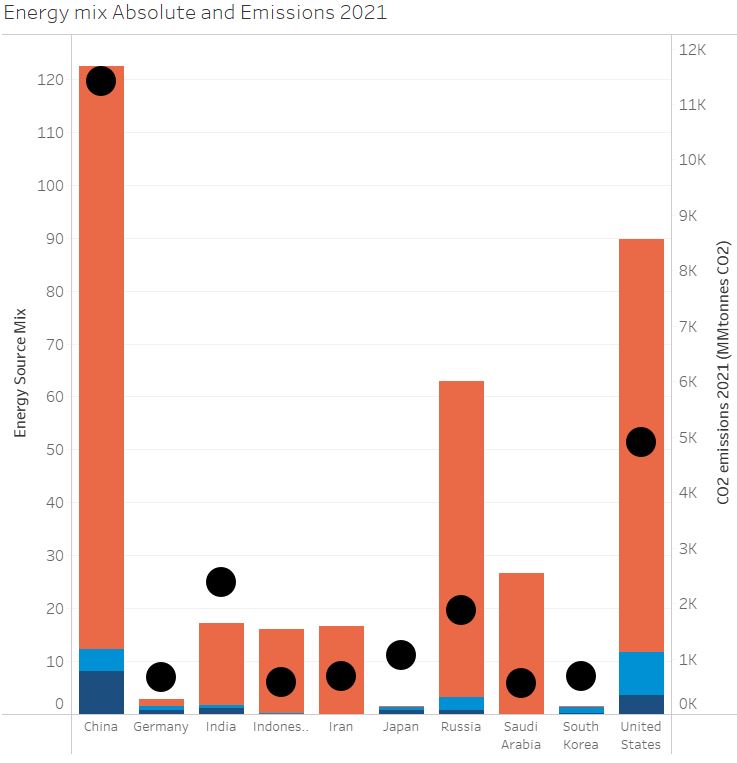 Energy mix Absolute and Emissions 2021
Energy Source Mix
120
110
100
90
80
70
60
50
40
30
20
10
0
12K
11K
10K
9K
8K
7K
6K
5K
4K
3K
2K
1K
0K
CO2 emissions 2021 (MMtonnes CO2)
China
Germany
India
Indones..
Iran
Japan
Russia
Saudi
Arabia
South
Korea
United
States